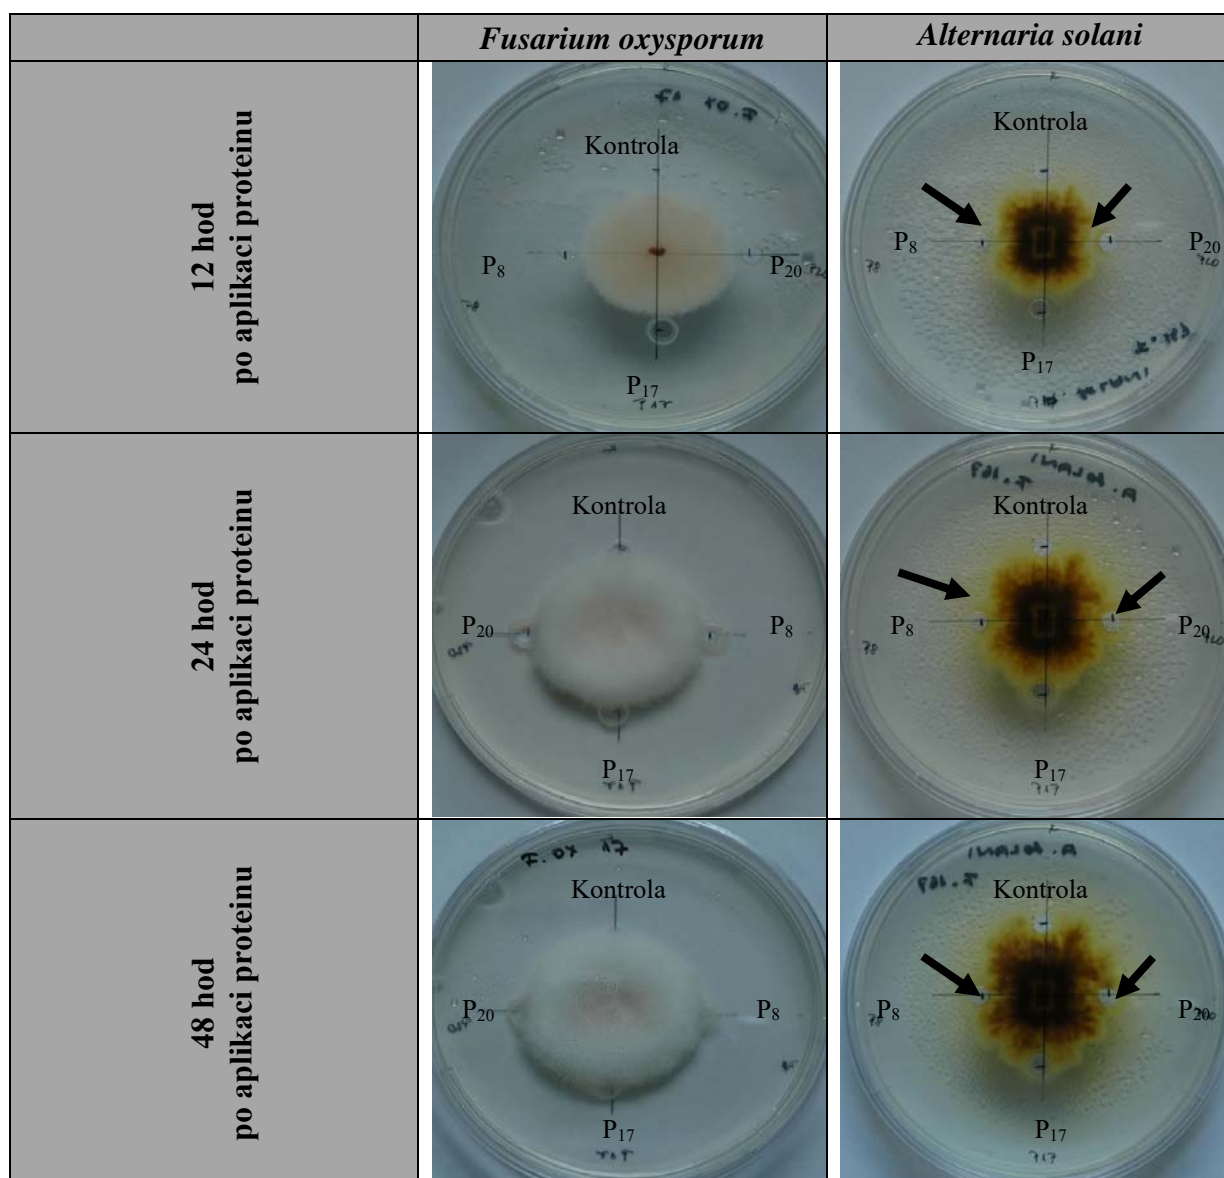 Fusarium oxysporum
Alternaria solani
12 hod
po aplikaci proteinu
Kontrola
P8
P20
P17
Kontrola
P8
P20
P17
24 hod
po aplikaci proteinu
Kontrola
P20
P8
P17
Kontrola
P8
P20
P17
48 hod
po aplikaci proteinu
Kontrola
P20
P8
P17
Kontrola
P8
P20
P17